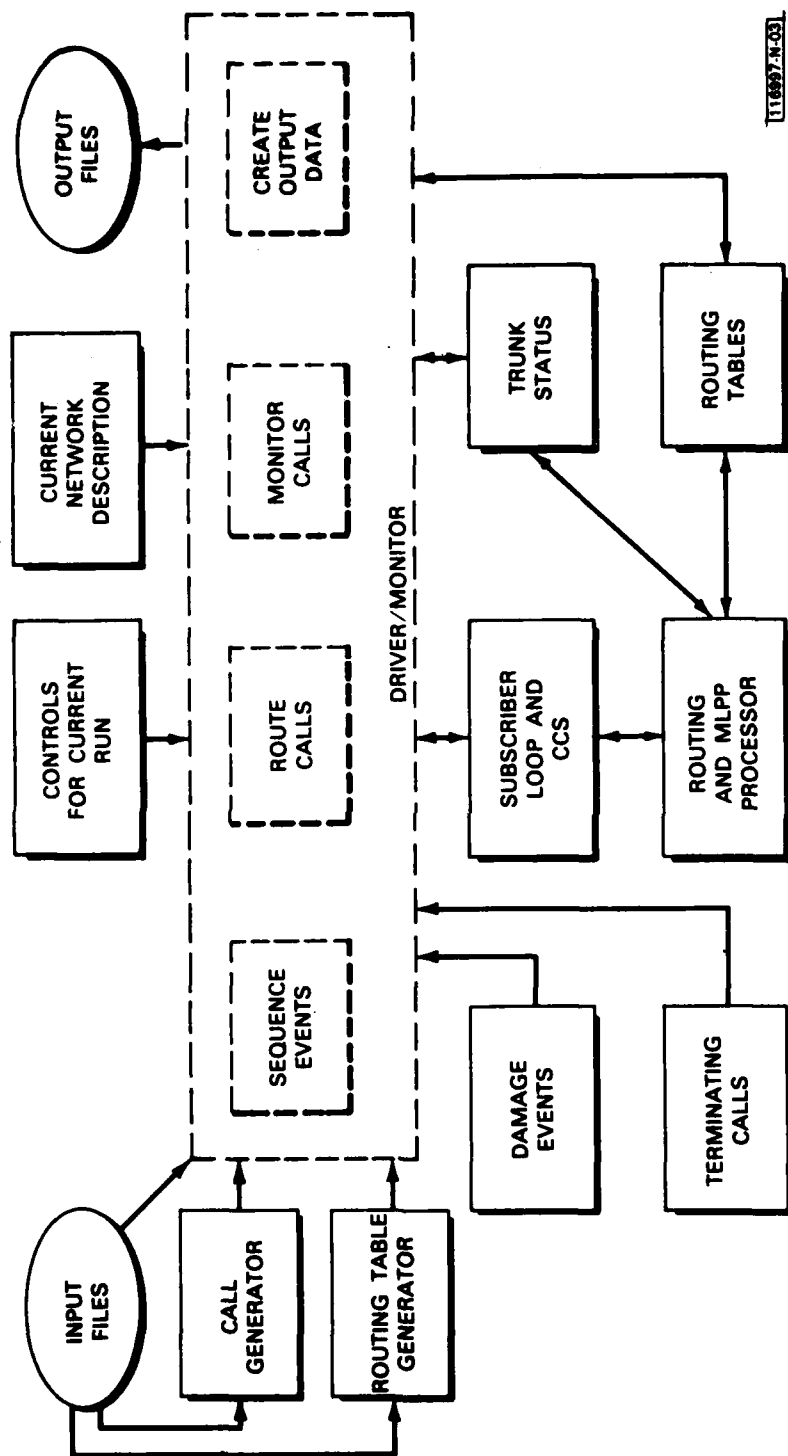 INPUT
FILES
CALL
GENERATOR
ROUTING TABLE
GENERATOR
CONTROLS
FOR CURRENT
RUN
CURRENT
NETWORK
DESCRIPTION
OUTPUT
FILES
SEQUENCE
EVENTS
ROUTE
CALLS
MONITOR
CALLS
CREATE
OUTPUT
DATA
DRIVER/MONITOR
DAMAGE
EVENTS
TERMINATING
CALLS
SUBSCRIBER
LOOP AND
CCS
TRUNK
STATUS
ROUTING
AND MLPP
PROCESSOR
ROUTING
TABLES
116997-N-03